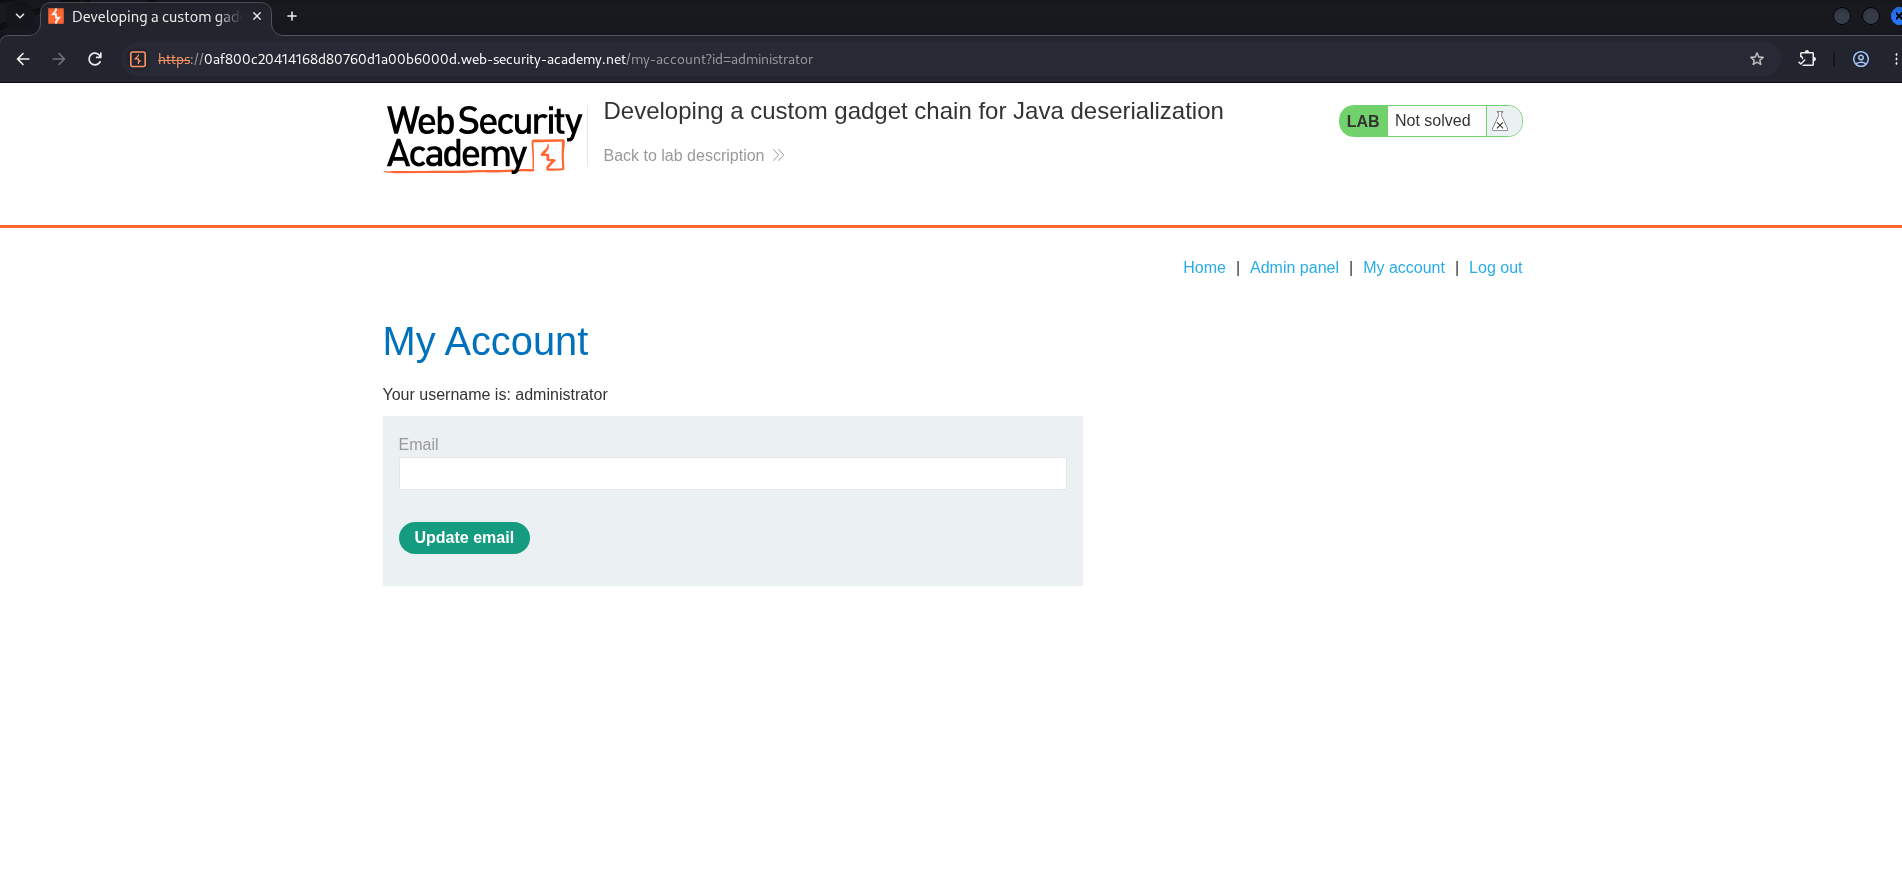 Developing a custom gad
https://0af800c20414168d80760d1a00b6000d.web-security-academy.net/my-account?id=administrator
Web Security
Academy
Developing a custom gadget chain for Java deserialization
Back to lab description
LAB Not solved
Home | Admin panel | My account | Log out
My Account
Your username is: administrator
Email
Update email